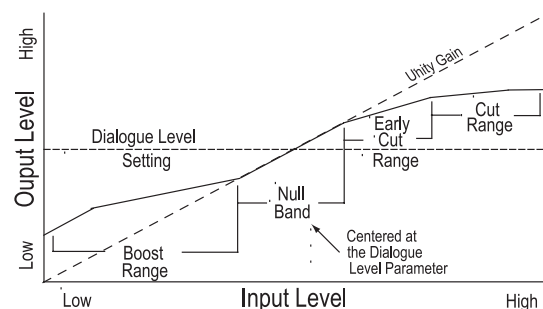 High
Ouput Level
Low
Unity Gain
Dialogue Level
Setting
Early
Cut
Range
Cut
Range
Null
Band
Boost
Range
Centered at
the Dialogue
Level Parameter
Low
Input Level
High